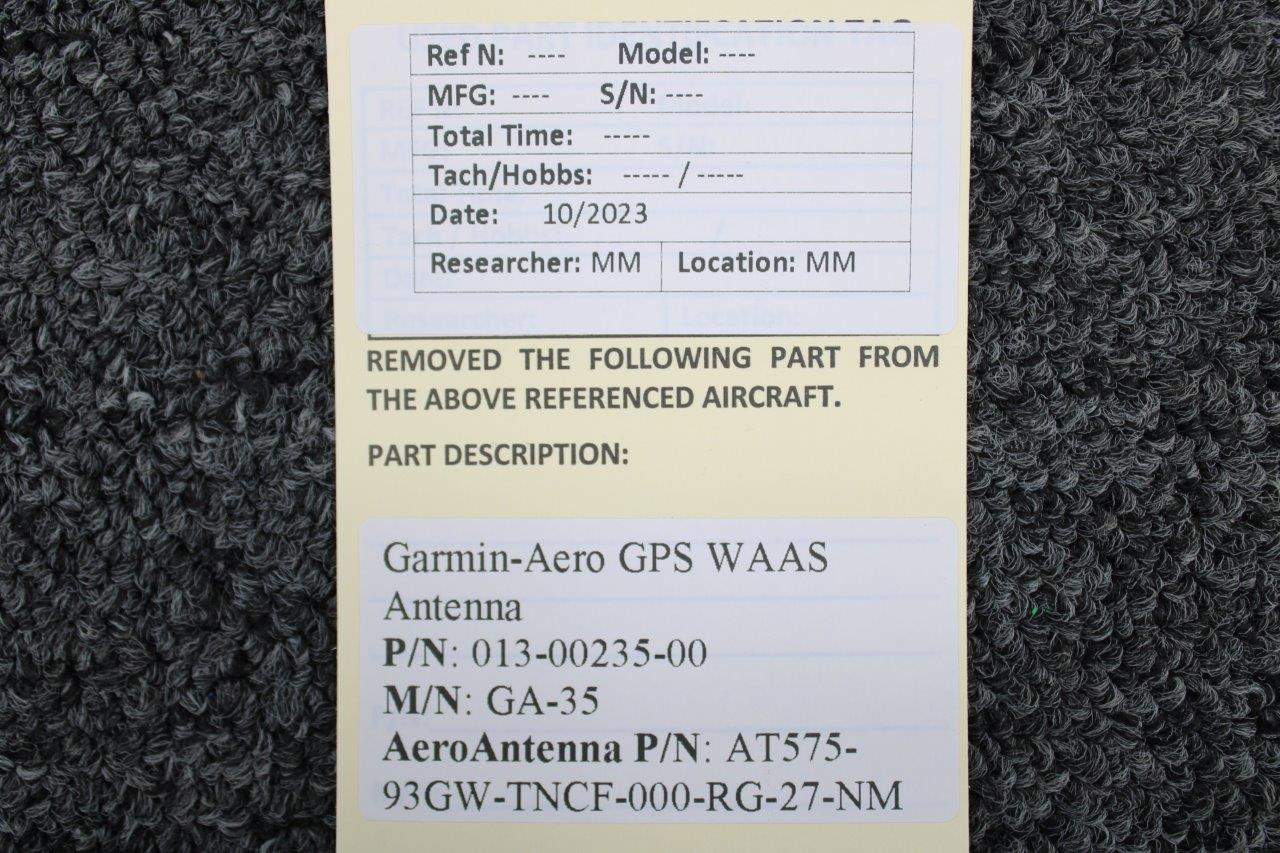 Ref N: ---- Model: ----
MFG: ---- S/N: ----
Total Time: -----
Tach/Hobbs: ----- / -----
Date: 10/2023
Researcher: MM Location: MM
REMOVED THE FOLLOWING PART FROM
THE ABOVE REFERENCED AIRCRAFT.
PART DESCRIPTION:
Garmin-Aero GPS WAAS
Antenna
P/N: 013-00235-00
M/N: GA-35
AeroAntenna P/N: AT575-
93GW-TNCF-000-RG-27-NM